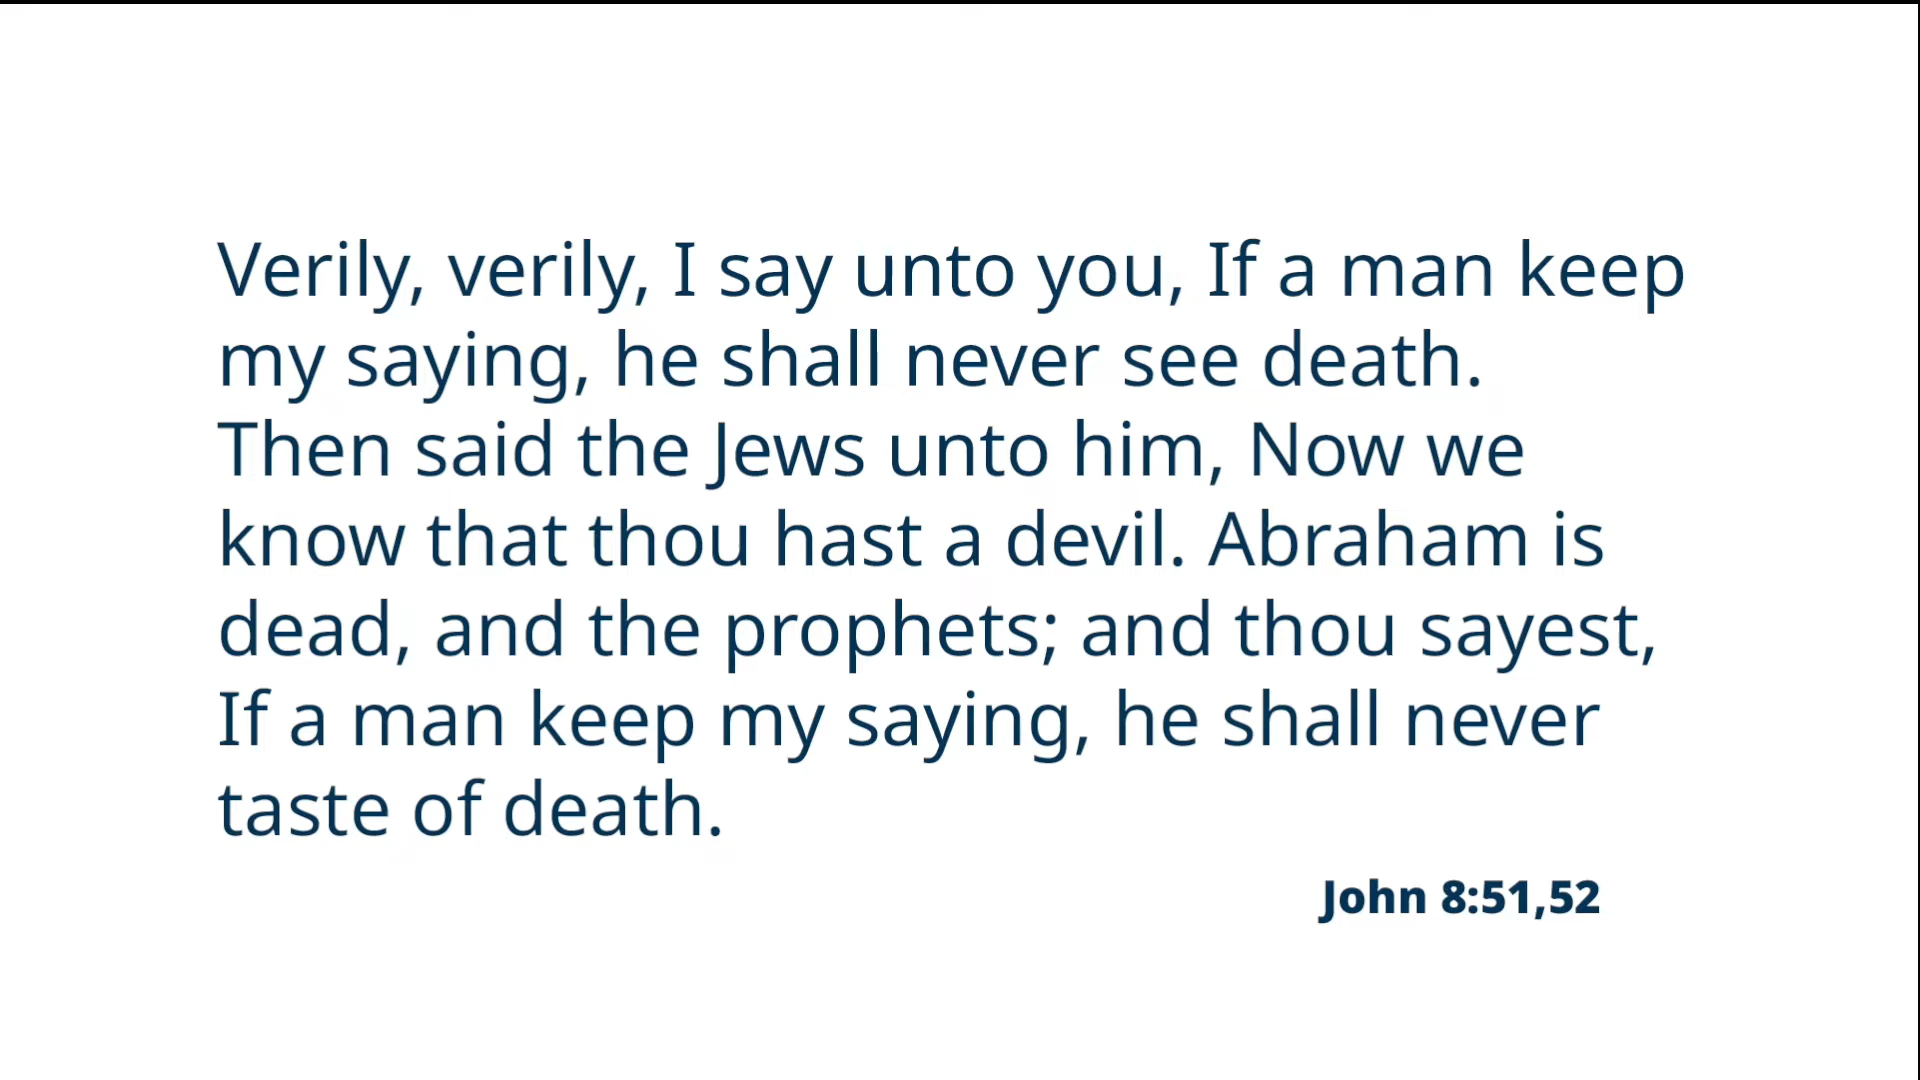 Verily, verily, I say unto you, If a man keep
my saying, he shall never see death.
Then said the Jews unto him, Now we
know that thou hast a devil. Abraham is
dead, and the prophets; and thou sayest,
If a man keep my saying, he shall never
taste of death.
John 8:51,52